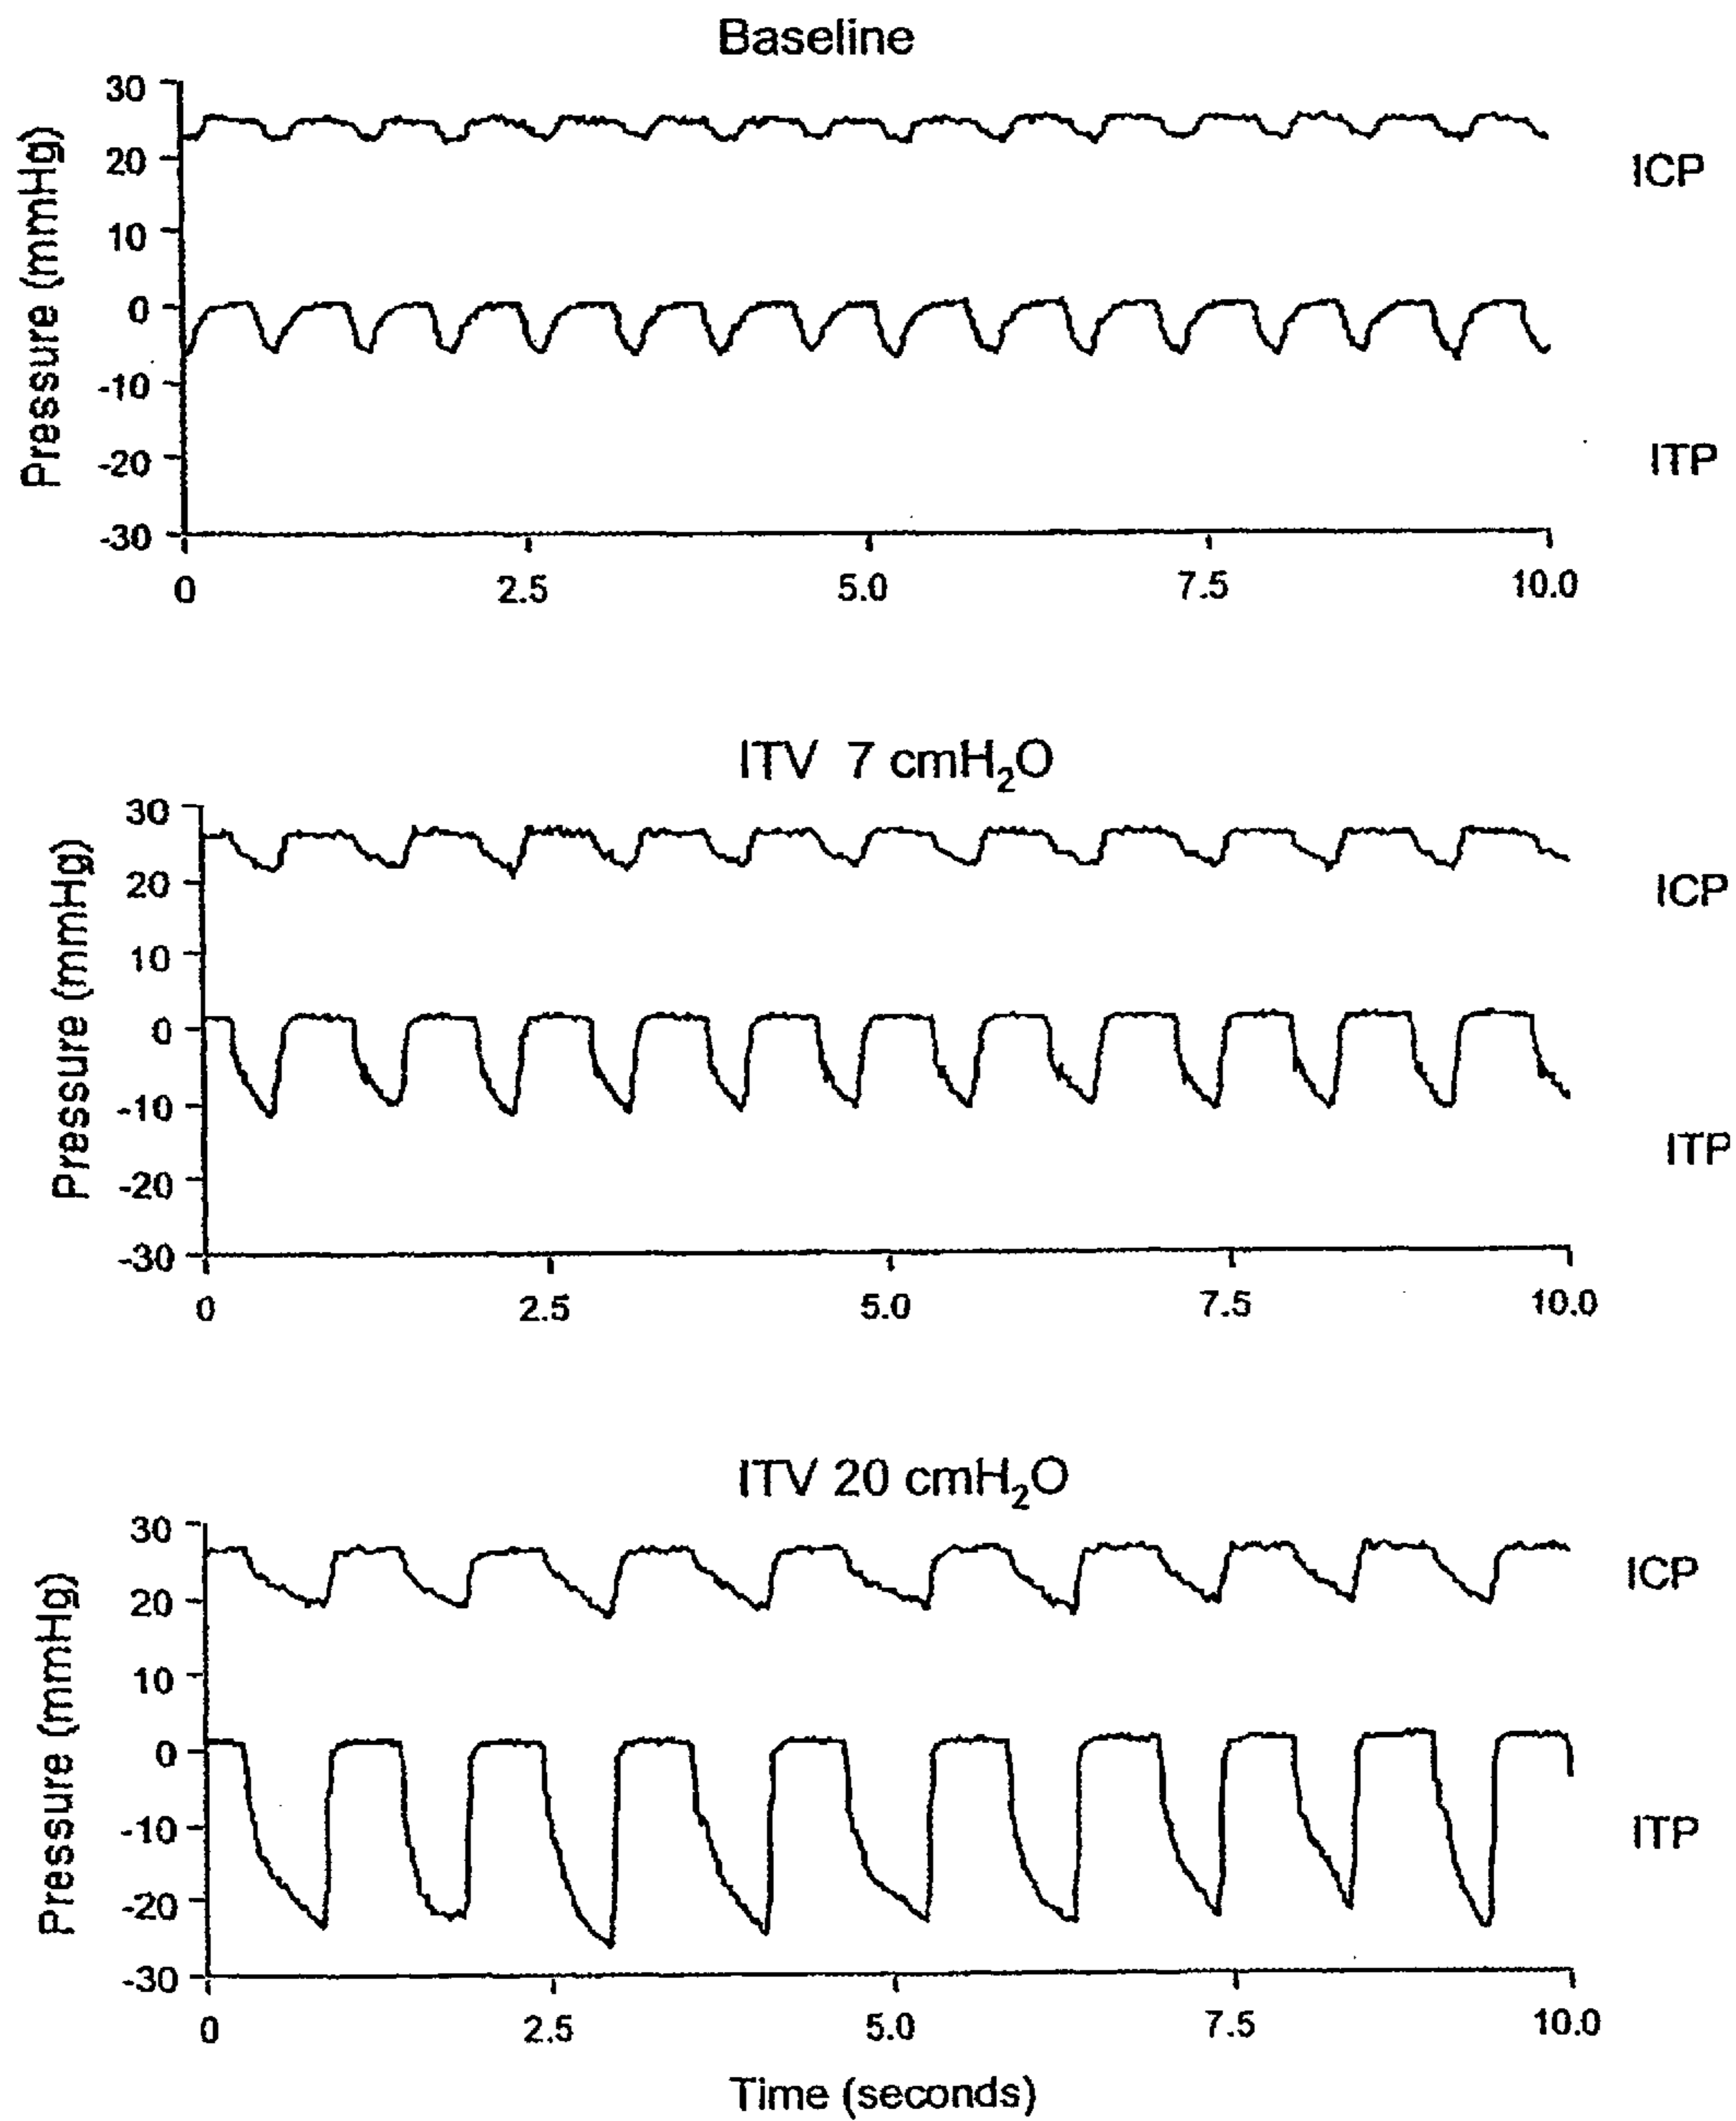 Baseline
Pressure (mmHg)
30
20
10
0
-10
-20
-30
ICP
ITP
0 2.5 5.0 7.5 10.0
ITV 7 cmH₂O
Pressure (mmHg)
30
20
10
0
-10
-20
-30
ICP
ITP
0 2.5 5.0 7.5 10.0
ITV 20 cmH₂O
Pressure (mmHg)
30
20
10
0
-10
-20
-30
ICP
ITP
0 2.5 5.0 7.5 10.0
Time (seconds)